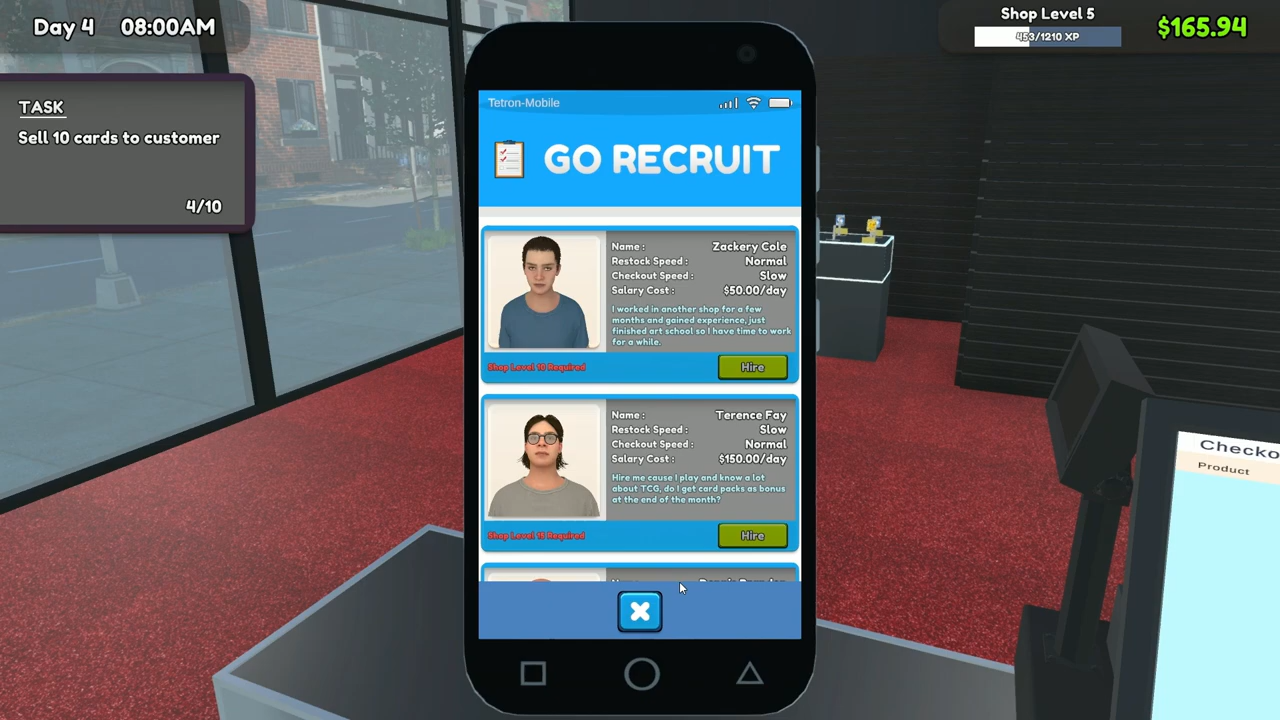 Day 4 08:00AM
Shop Level 5
453/1210 XP
$165.94
TASK
Sell 10 cards to customer
4/10
Tetron-Mobile
GO RECRUIT
Name : Zackery Cole
Restock Speed : Normal
Checkout Speed : Slow
Salary Cost : $50.00/day
I worked in another shop for a few
months and gained experience, just
finished art school so I have time to work
for a while.
Shop Level 10 Required
Hire
Name : Terence Fay
Restock Speed : Slow
Checkout Speed : Normal
Salary Cost : $150.00/day
Hire me cause I play and know a lot
about TCG, do I get card packs as bonus
at the end of the month?
Shop Level 15 Required
Hire
Checko
Product